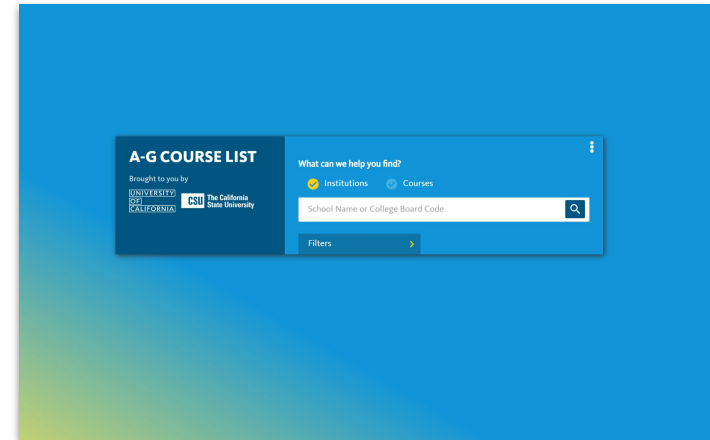 A-G COURSE LIST
Brought to you by
UNIVERSITY
OF
CALIFORNIA
CSU The California
State University
What can we help you find?
Institutions Courses
School Name or College Board Code
Filters